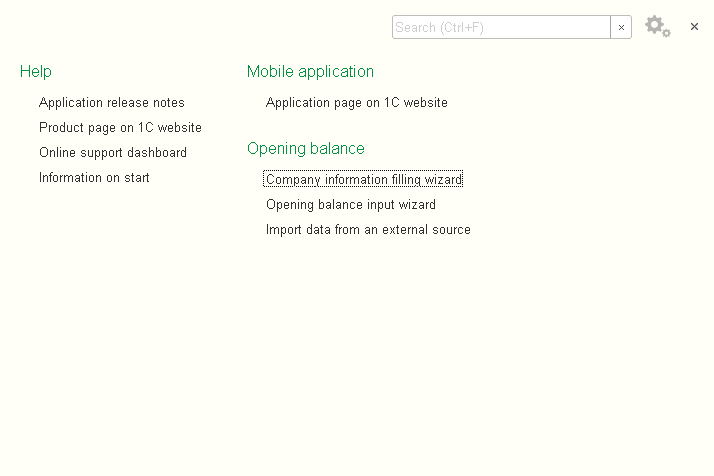 Search (Ctrl+F)
×
×
Help
Application release notes
Product page on 1C website
Online support dashboard
Information on start
Mobile application
Application page on 1C website
Opening balance
Company information filling wizard
Opening balance input wizard
Import data from an external source